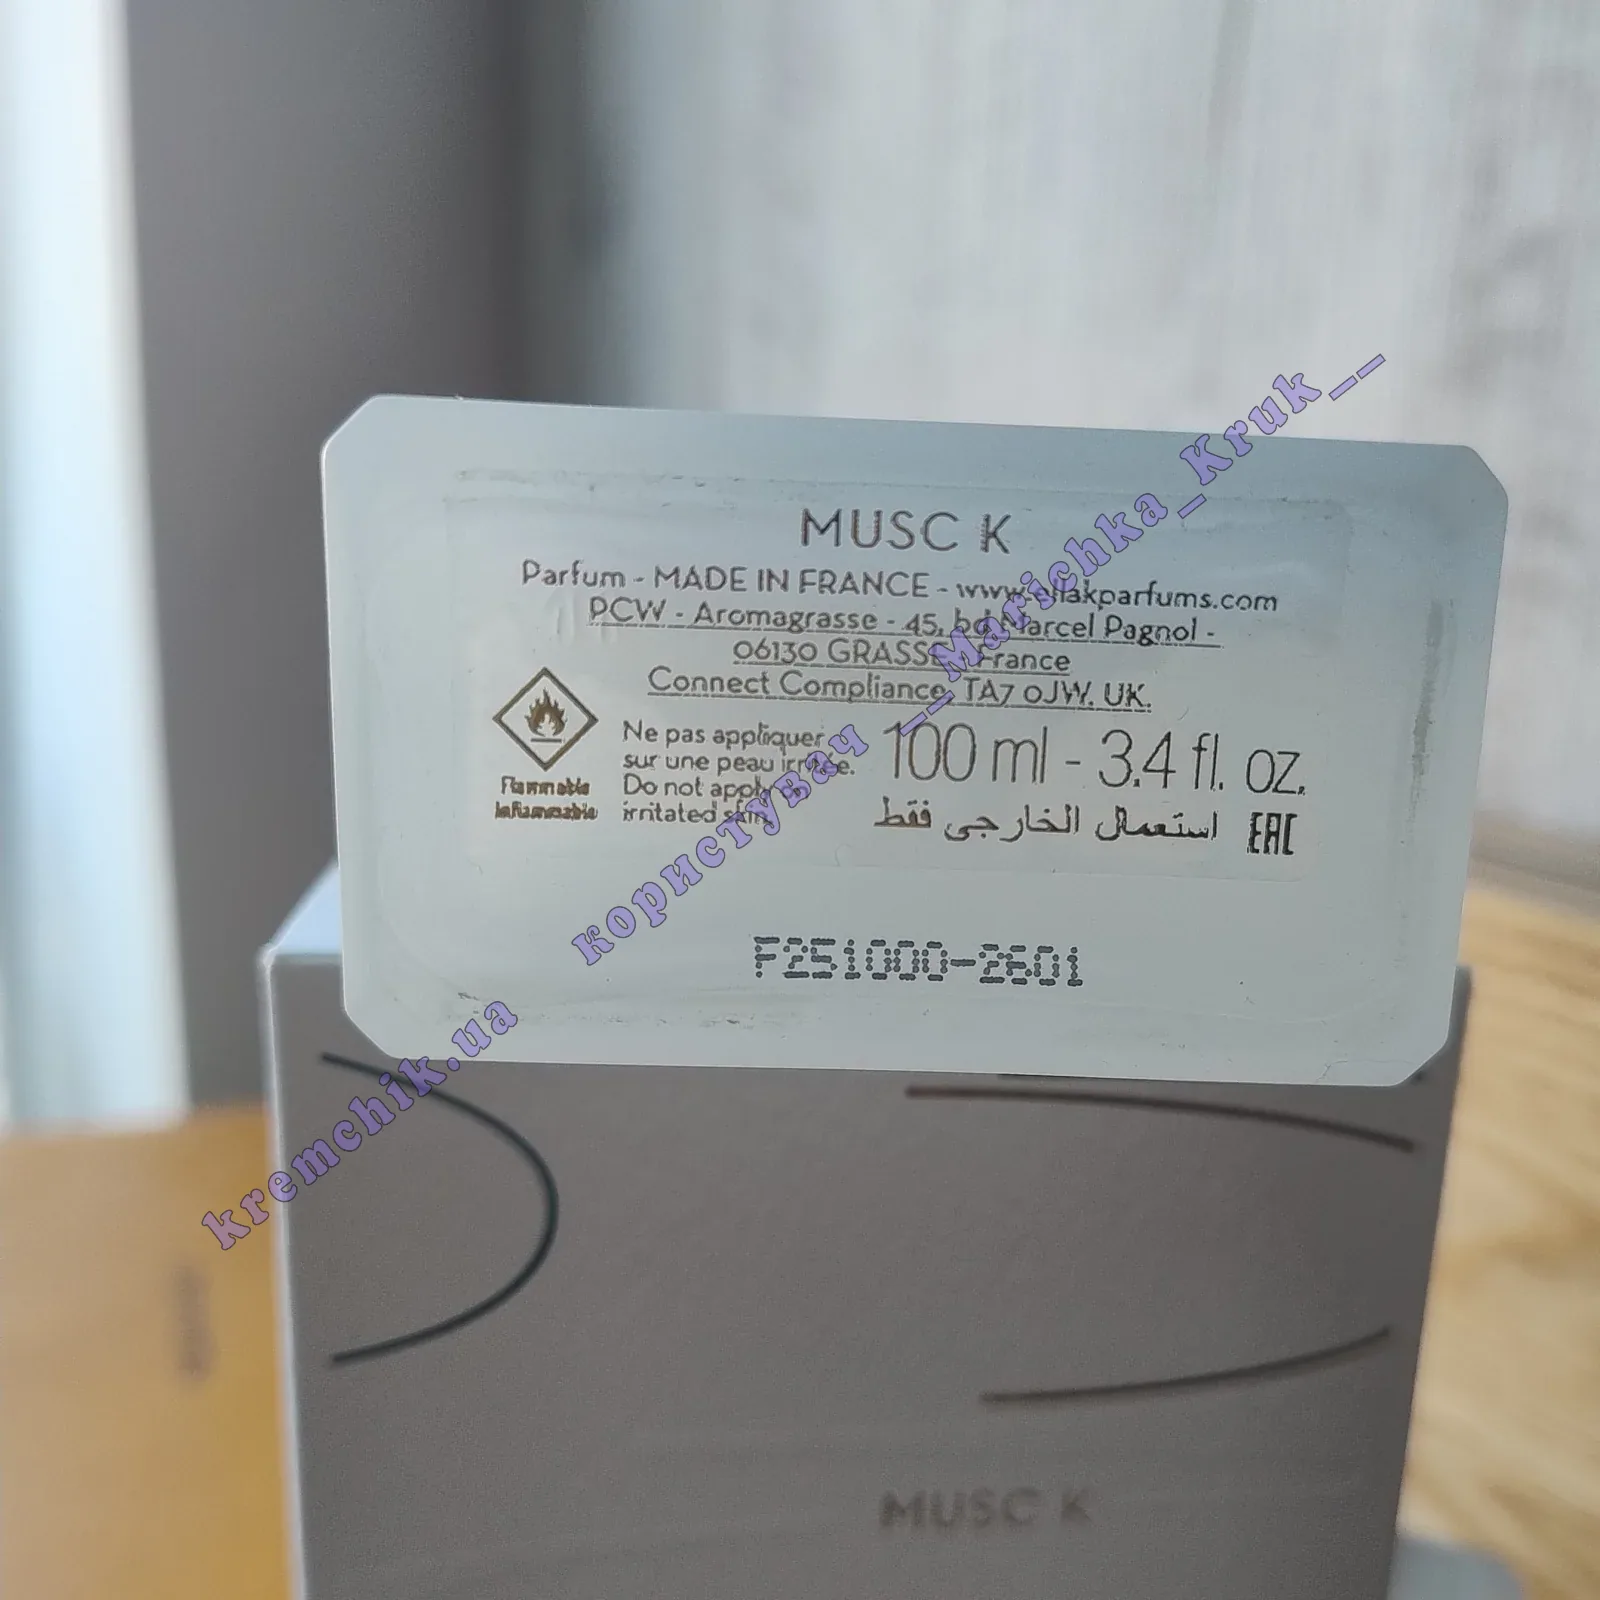 MUSC K
Parfum - MADE IN FRANCE - www.ellakparfums.com
PCW - Aromagrasse - 45, bd Marcel Pagnol -
06130 GRASSE - France
Connect Compliance, TA7 0JW. UK.
Flammable
Inflammable
Ne pas appliquer
sur une peau irritée.
Do not apply on
irritated skin.
100 ml - 3.4 fl. oz.
استعمال الخارجى فقط EAC
F251000-2601
MUSC K
kremchik.ua користувач __Marichka_Kruk__